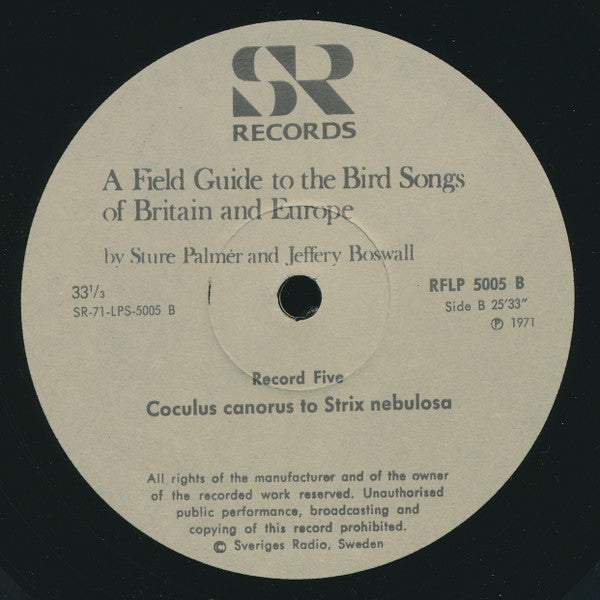 SR
RECORDS
A Field Guide to the Bird Songs
of Britain and Europe
by Sture Palmér and Jeffery Boswall
33 1/3
SR-71-LPS-5005 B
RFLP 5005 B
Side B 25'33"
℗ 1971
Record Five
Coculus canorus to Strix nebulosa
All rights of the manufacturer and of the owner
of the recorded work reserved. Unauthorised
public performance, broadcasting and
copying of this record prohibited.
© Sveriges Radio, Sweden